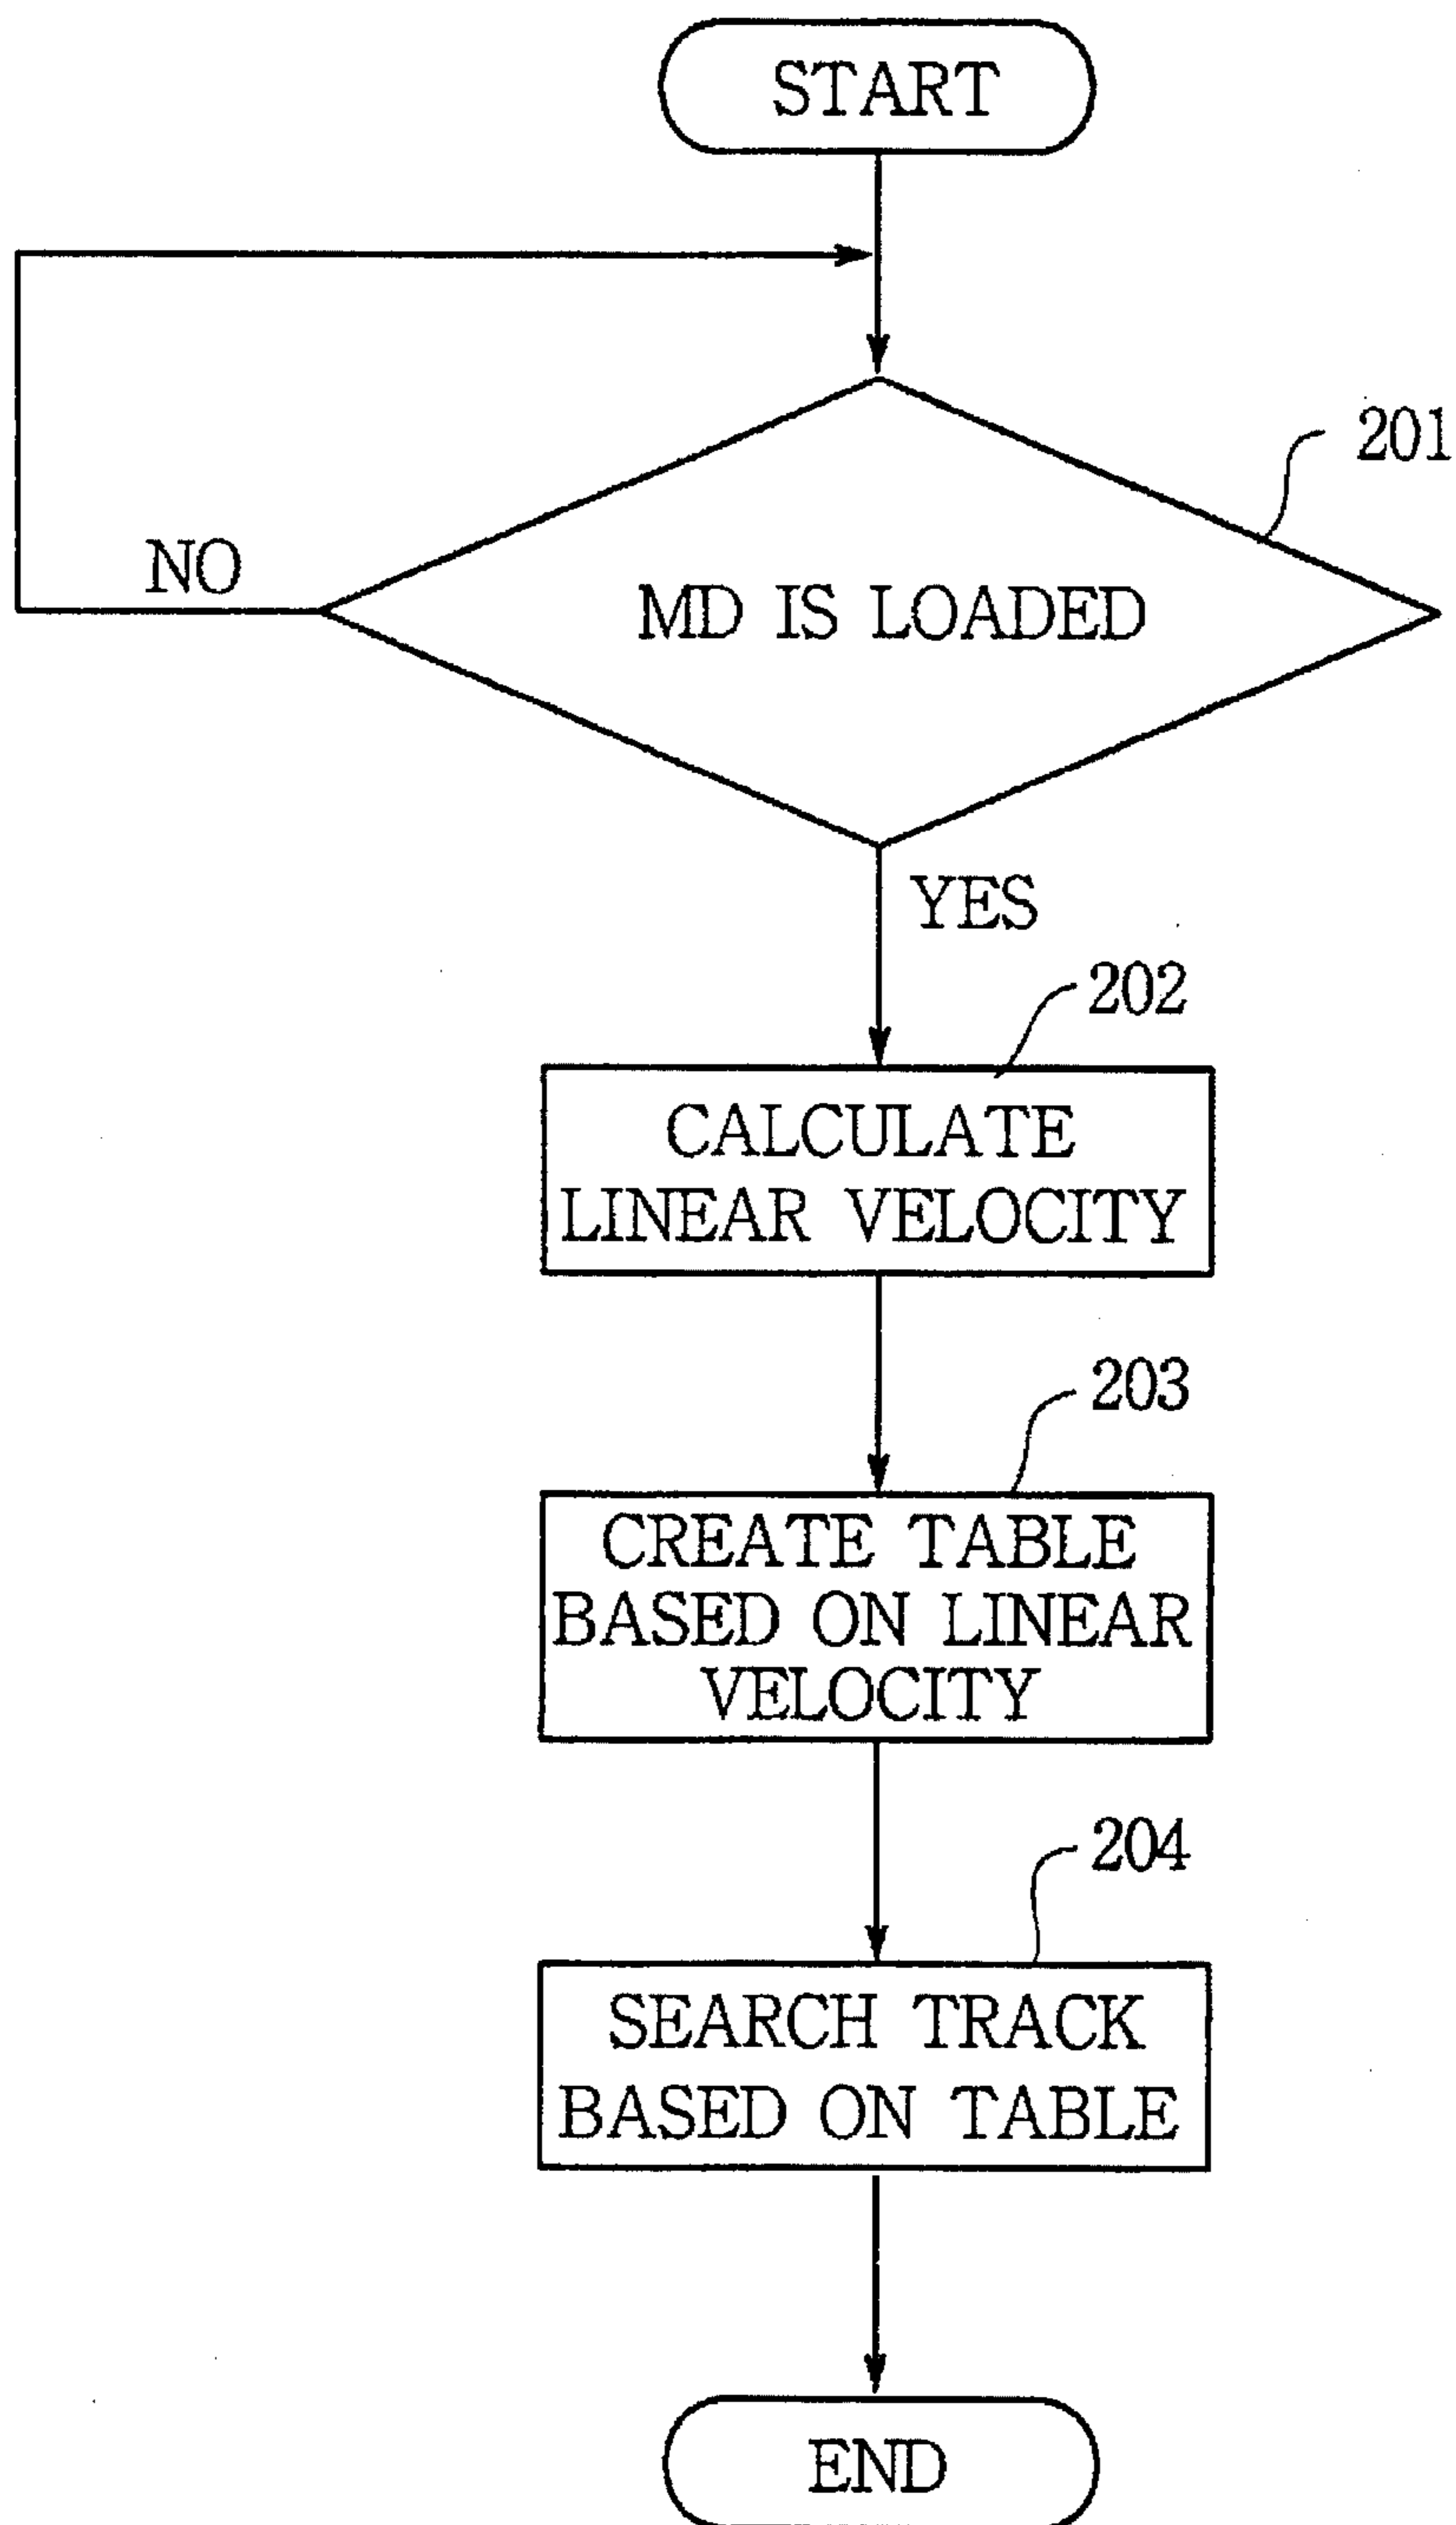 START
201
NO
MD IS LOADED
YES
202
CALCULATE
LINEAR VELOCITY
203
CREATE TABLE
BASED ON LINEAR
VELOCITY
204
SEARCH TRACK
BASED ON TABLE
END